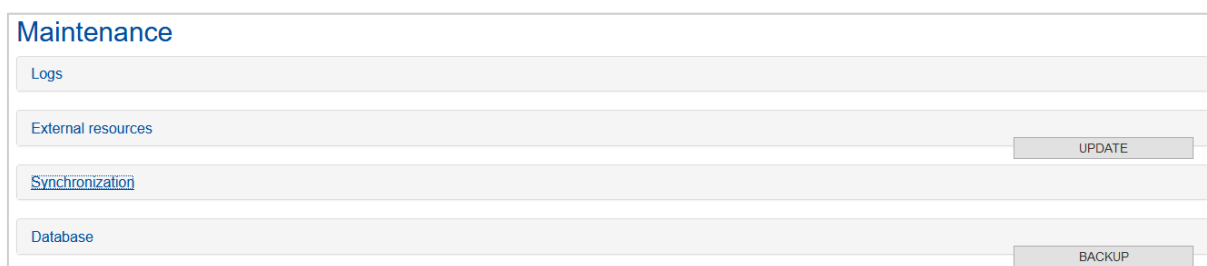 Maintenance
Logs
External resources
UPDATE
Synchronization
Database
BACKUP